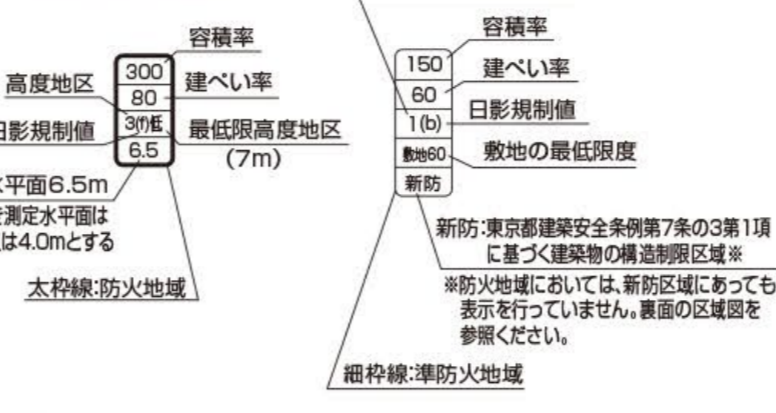 容積率
300
高度地区
80
建ぺい率
日影規制値
3(f)低
最低限高度地区
(7m)
6.5
水平面6.5m
測定水平面は
は4.0mとする
太枠線:防火地域
容積率
150
建ぺい率
60
日影規制値
1(b)
敷地60
敷地の最低限度
新防
新防:東京都建築安全条例第7条の3第1項
に基づく建築物の構造制限区域※
※防火地域においては、新防区域にあっても
表示を行っていません。裏面の区域図を
参照ください。
細枠線:準防火地域